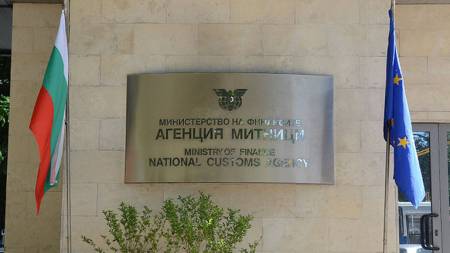 МИНИСТЕРСТВО НА ФИНАНСИТЕ
АГЕНЦИЯ МИТНИЦИ
MINISTRY OF FINANCE
NATIONAL CUSTOMS AGENCY